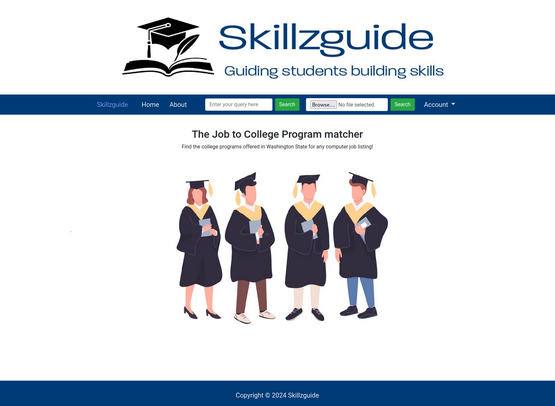 Skillzguide
Guiding students building skills
Skillzguide Home About Enter your query here Search Browse... No file selected. Search Account
The Job to College Program matcher
Find the college programs offered in Washington State for any computer job listing!
Copyright © 2024 Skillzguide